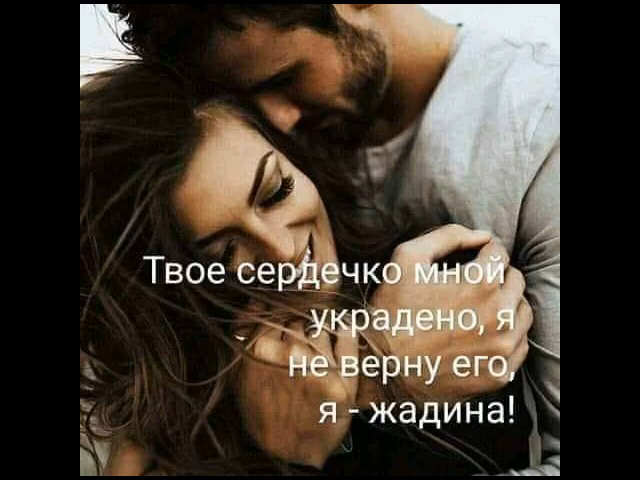 Твое сердечко мной
украдено, я
не верну его,
я - жадина!